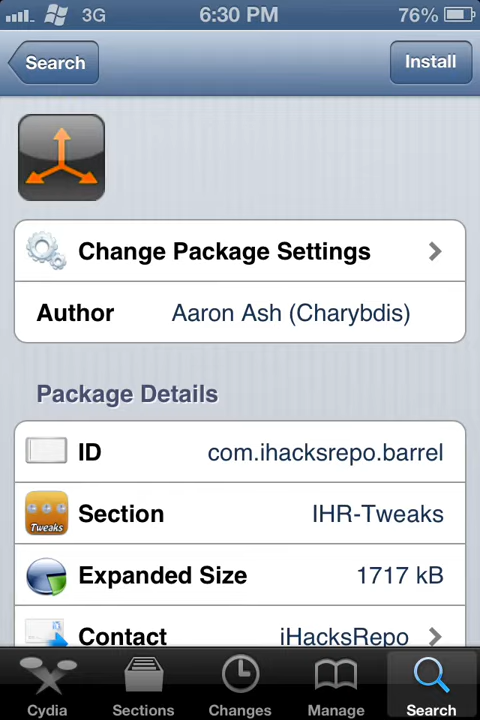 3G 6:30 PM 76%
Search Install
Change Package Settings
Author Aaron Ash (Charybdis)
Package Details
ID com.ihacksrepo.barrel
Tweaks
Section IHR-Tweaks
Expanded Size 1717 kB
Contact iHacksRepo
Cydia Sections Changes Manage Search